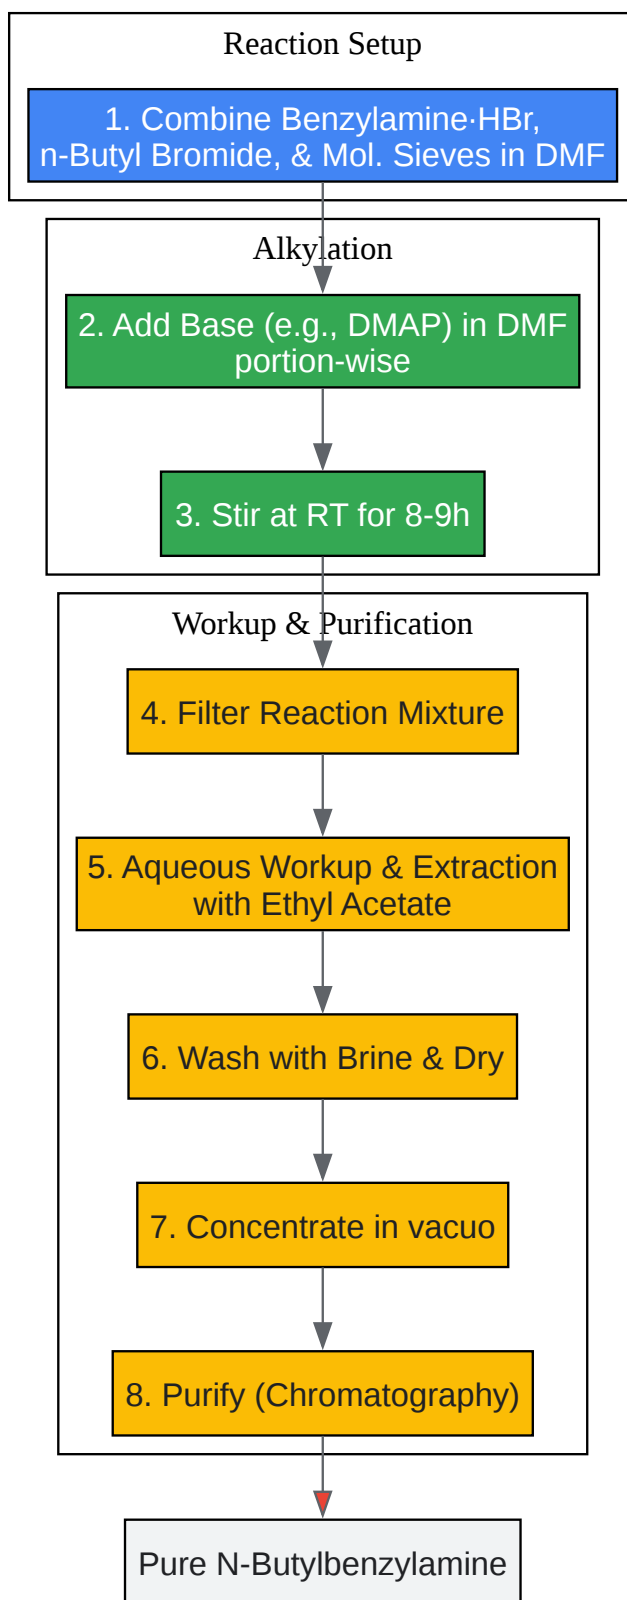 Reaction Setup
1. Combine Benzylamine·HBr,
n-Butyl Bromide, & Mol. Sieves in DMF
Alkylation
2. Add Base (e.g., DMAP) in DMF
portion-wise
3. Stir at RT for 8-9h
Workup & Purification
4. Filter Reaction Mixture
5. Aqueous Workup & Extraction
with Ethyl Acetate
6. Wash with Brine & Dry
7. Concentrate in vacuo
8. Purify (Chromatography)
Pure N-Butylbenzylamine